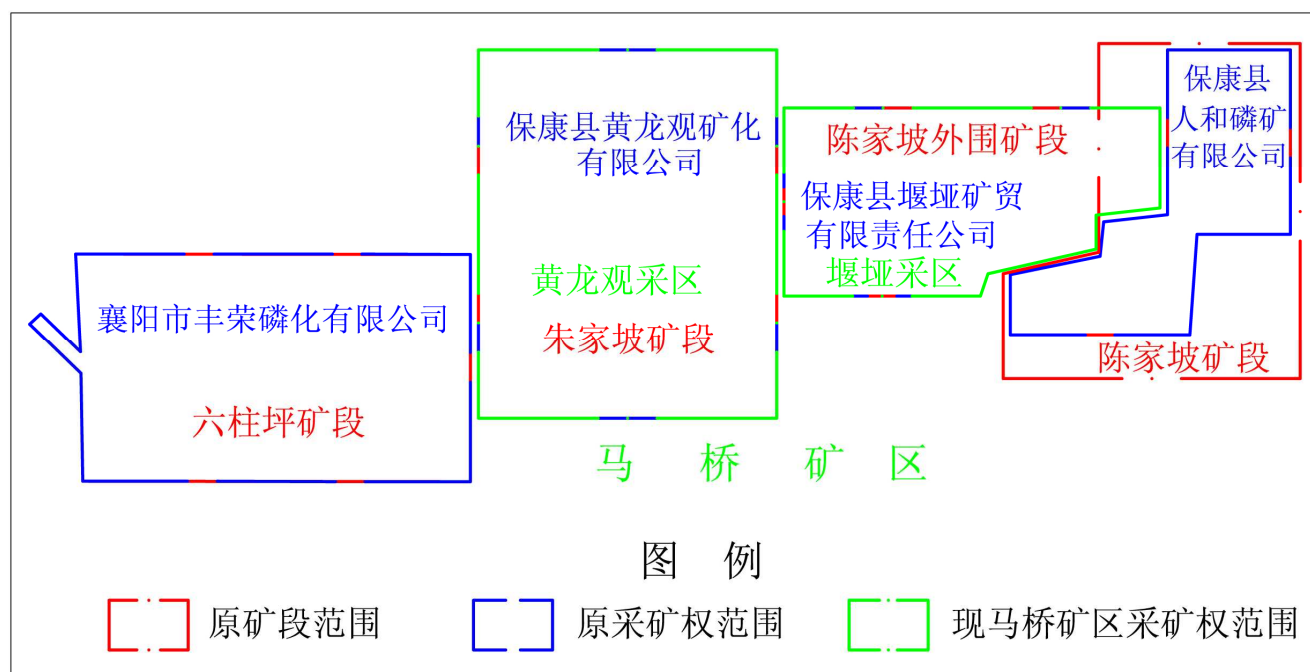 保康县黄龙观矿化
有限公司
黄龙观采区
朱家坡矿段
襄阳市丰荣磷化有限公司
六柱坪矿段
陈家坡外围矿段
保康县堰垭矿贸
有限责任公司
堰垭采区
保康县
人和磷矿
有限公司
陈家坡矿段
马桥矿区
图例
原矿段范围
原采矿权范围
现马桥矿区采矿权范围